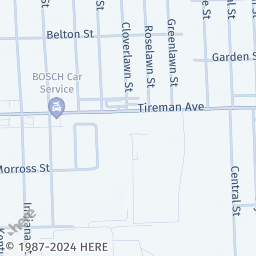 Belton St
Cloverlawn St
Roselawn St
Greenlawn St
Garden S
BOSCH Car
Service
Tireman Ave
Morross St
Central St
Indiana
© 1987-2024 HERE